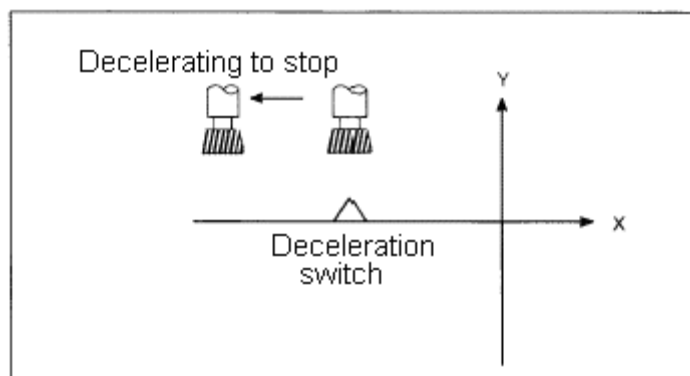 Decelerating to stop
Y
X
Deceleration
switch